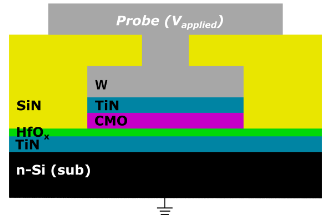 Probe (V_applied)
W
SiN
TiN
CMO
HfOx
TiN
n-Si (sub)